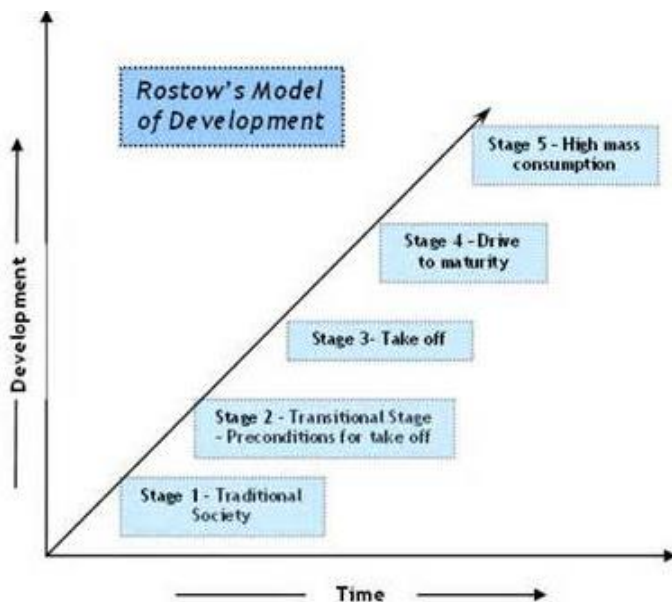 Rostow's Model
of Development
Stage 5 - High mass
consumption
Stage 4 - Drive
to maturity
Stage 3- Take off
Stage 2 - Transitional Stage
- Preconditions for take off
Stage 1 - Traditional
Society
Development
Time